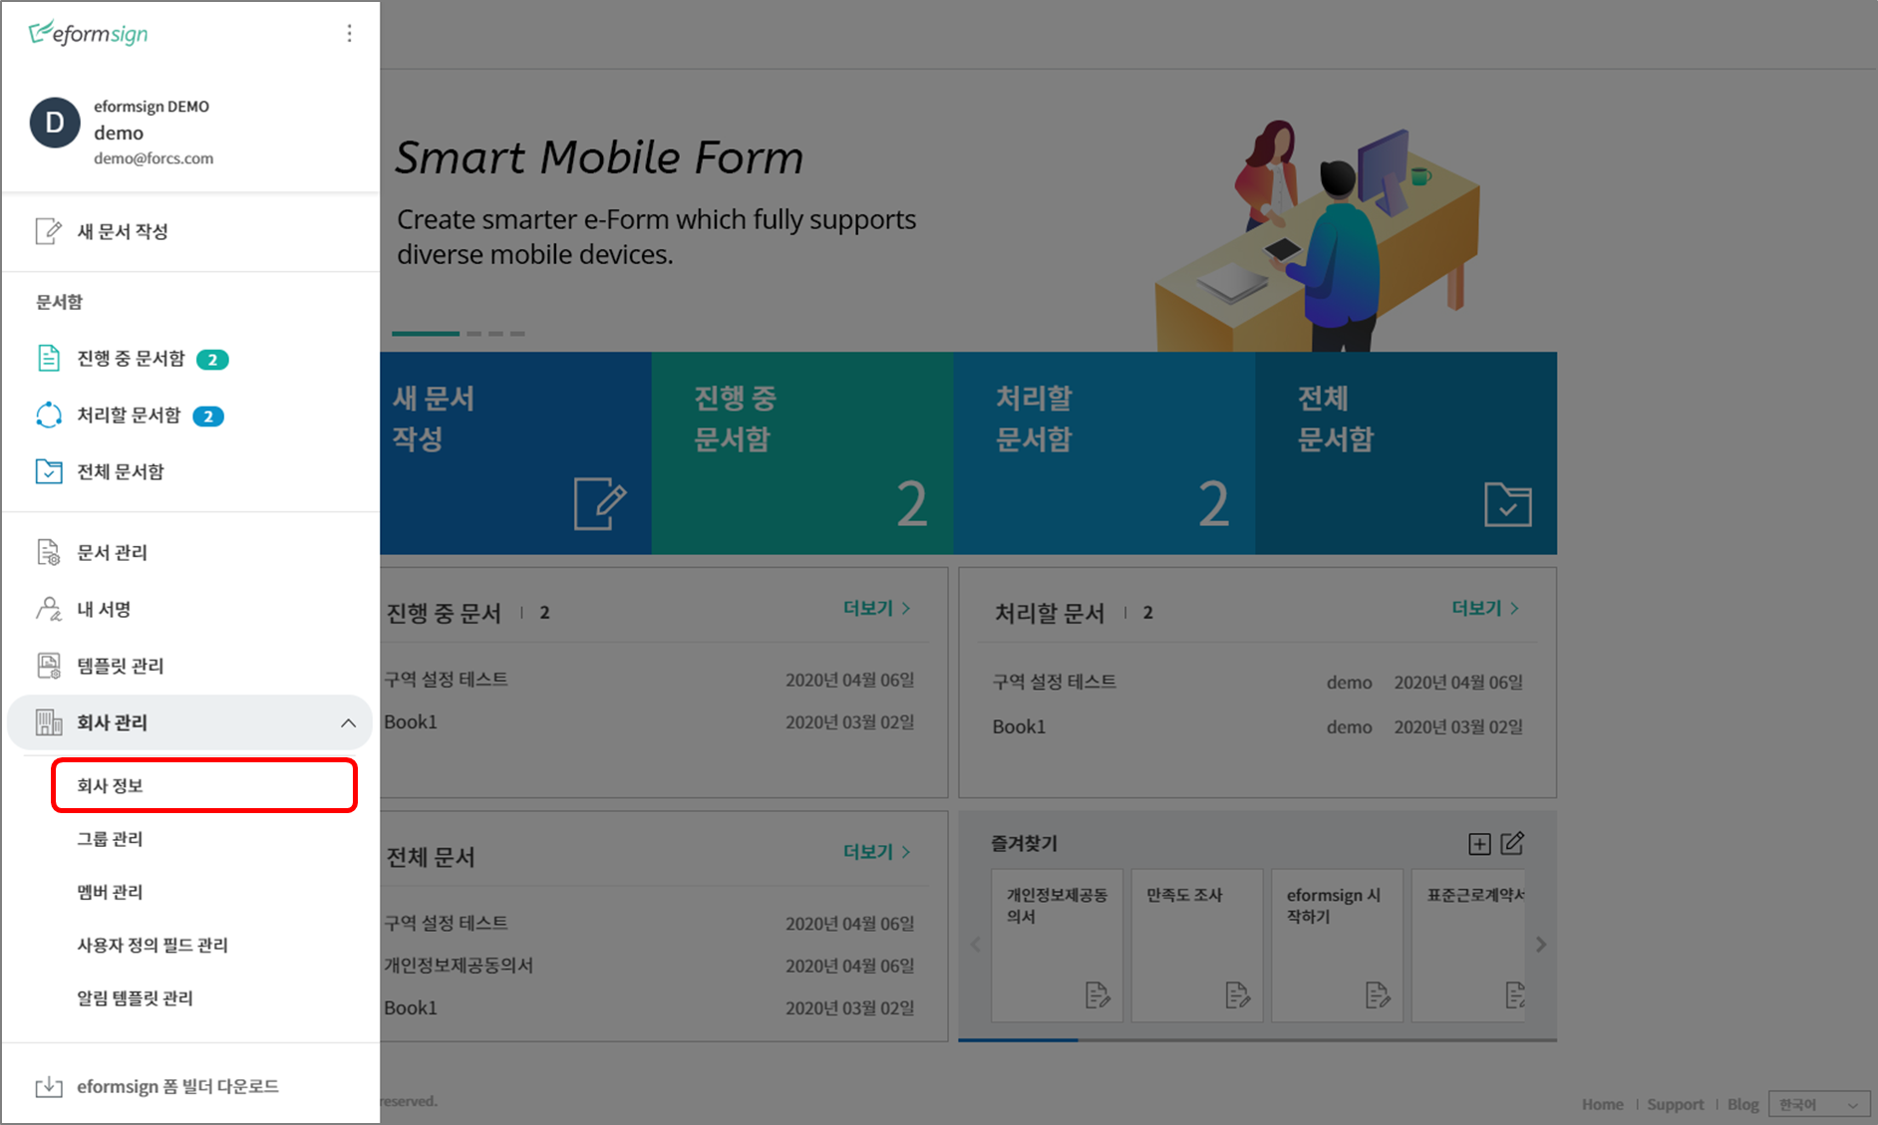 eformsign
D
eformsign DEMO
demo
demo@forcs.com
새 문서 작성
문서함
진행 중 문서함 2
처리할 문서함 2
전체 문서함
문서 관리
내 서명
템플릿 관리
회사 관리
회사 정보
그룹 관리
멤버 관리
사용자 정의 필드 관리
알림 템플릿 관리
eformsign 폼 빌더 다운로드
Smart Mobile Form
Create smarter e-Form which fully supports
diverse mobile devices.
새 문서
작성
진행 중
문서함
2
처리할
문서함
2
전체
문서함
진행 중 문서 | 2 더보기
구역 설정 테스트 2020년 04월 06일
Book1 2020년 03월 02일
처리할 문서 | 2 더보기
구역 설정 테스트 demo 2020년 04월 06일
Book1 demo 2020년 03월 02일
전체 문서 더보기
구역 설정 테스트 2020년 04월 06일
개인정보제공동의서 2020년 04월 06일
Book1 2020년 03월 02일
즐겨찾기
개인정보제공동
의서
만족도 조사
eformsign 시
작하기
표준근로계약서
reserved.
Home | Support | Blog 한국어